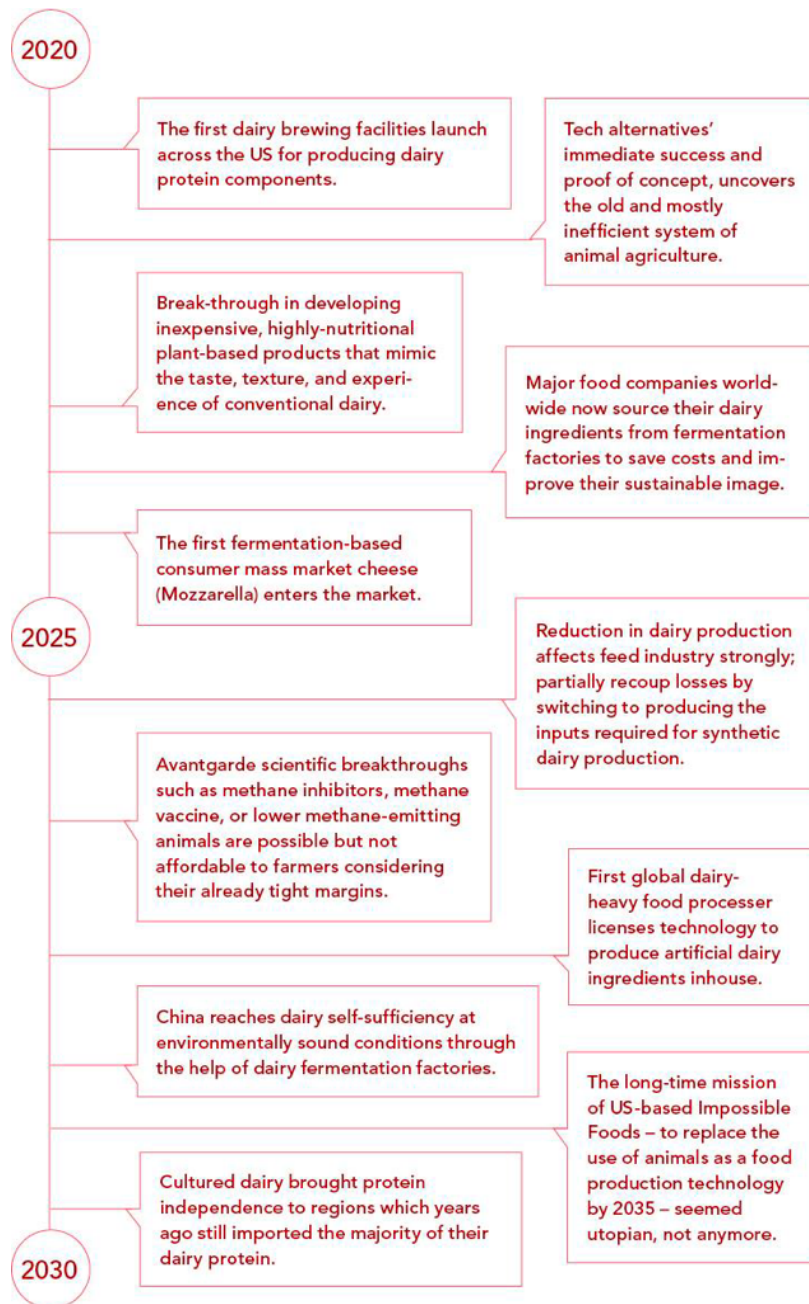 2020
The first dairy brewing facilities launch
across the US for producing dairy
protein components.
Tech alternatives’
immediate success and
proof of concept, uncovers
the old and mostly
inefficient system of
animal agriculture.
Break-through in developing
inexpensive, highly-nutritional
plant-based products that mimic
the taste, texture, and experi-
ence of conventional dairy.
Major food companies world-
wide now source their dairy
ingredients from fermentation
factories to save costs and im-
prove their sustainable image.
The first fermentation-based
consumer mass market cheese
(Mozzarella) enters the market.
2025
Reduction in dairy production
affects feed industry strongly;
partially recoup losses by
switching to producing the
inputs required for synthetic
dairy production.
Avantgarde scientific breakthroughs
such as methane inhibitors, methane
vaccine, or lower methane-emitting
animals are possible but not
affordable to farmers considering
their already tight margins.
First global dairy-
heavy food processer
licenses technology to
produce artificial dairy
ingredients inhouse.
China reaches dairy self-sufficiency at
environmentally sound conditions through
the help of dairy fermentation factories.
The long-time mission
of US-based Impossible
Foods – to replace the
use of animals as a food
production technology
by 2035 – seemed
utopian, not anymore.
Cultured dairy brought protein
independence to regions which years
ago still imported the majority of their
dairy protein.
2030